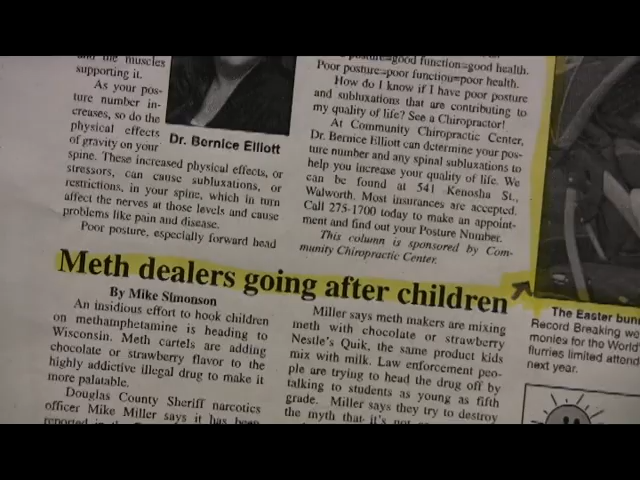 and the muscles
supporting it.
As your pos-
ture number in-
creases, so do the
physical effects
of gravity on your
spine. These increased physical effects, or
stressors, can cause subluxations, or
restrictions, in your spine, which in turn
affect the nerves at those levels and cause
problems like pain and disease.
Poor posture, especially forward head
Dr. Bernice Elliott
posture=good function=good health.
Poor posture=poor function=poor health.
How do I know if I have poor posture
and subluxations that are contributing to
my quality of life? See a Chiropractor!
At Community Chiropractic Center,
Dr. Bernice Elliott can determine your pos-
ture number and any spinal subluxations to
help you increase your quality of life. We
can be found at 541 Kenosha St.,
Walworth. Most insurances are accepted.
Call 275-1700 today to make an appoint-
ment and find out your Posture Number.
This column is sponsored by Com-
munity Chiropractic Center.
Meth dealers going after children
By Mike Simonson
An insidious effort to hook children
on methamphetamine is heading to
Wisconsin. Meth cartels are adding
chocolate or strawberry flavor to the
highly addictive illegal drug to make it
more palatable.
Douglas County Sheriff narcotics
officer Mike Miller says it has been
reported in the
Miller says meth makers are mixing
meth with chocolate or strawberry
Nestle's Quik, the same product kids
mix with milk. Law enforcement peo-
ple are trying to head the drug off by
talking to students as young as fifth
grade. Miller says they try to destroy
the myth that it's not
The Easter bun
Record Breaking we
monies for the World'
flurries limited attend
next year.